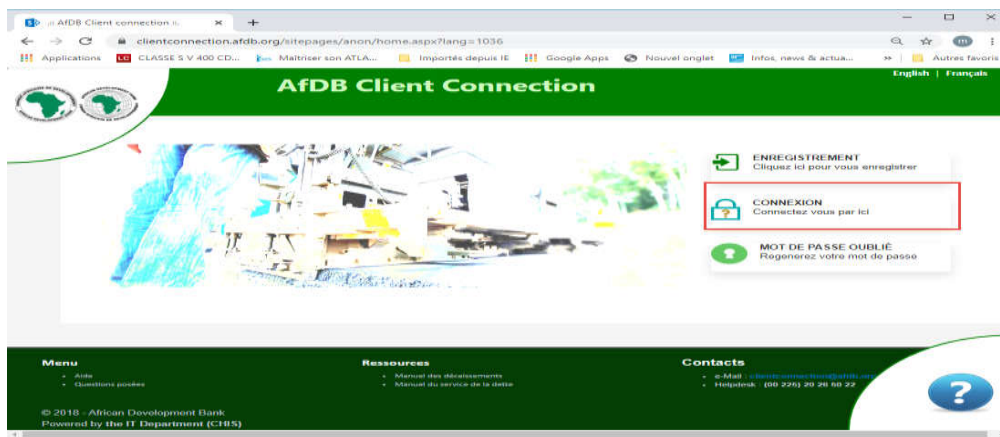 AfDB Client connection
clientconnection.afdb.org/sitepages/anon/home.aspx?lang=1036
Applications
LC CLASSE S V 400 CD...
Maîtriser son ATLA...
Importés depuis IE
Google Apps
Nouvel onglet
Infos, news & actua...
»
Autres favoris
English | Français
AfDB Client Connection
ENREGISTREMENT
Cliquez ici pour vous enregistrer
CONNEXION
Connectez vous par ici
MOT DE PASSE OUBLIÉ
Regenerez votre mot de passe
Menu
Aide
Questions posées
Ressources
Manuel des décaissements
Manuel du service de la dette
Contacts
e-Mail :
Helpdesk : (00 225) 20 26 50 22
?
© 2018 - African Development Bank
Powered by the IT Department (CHIS)